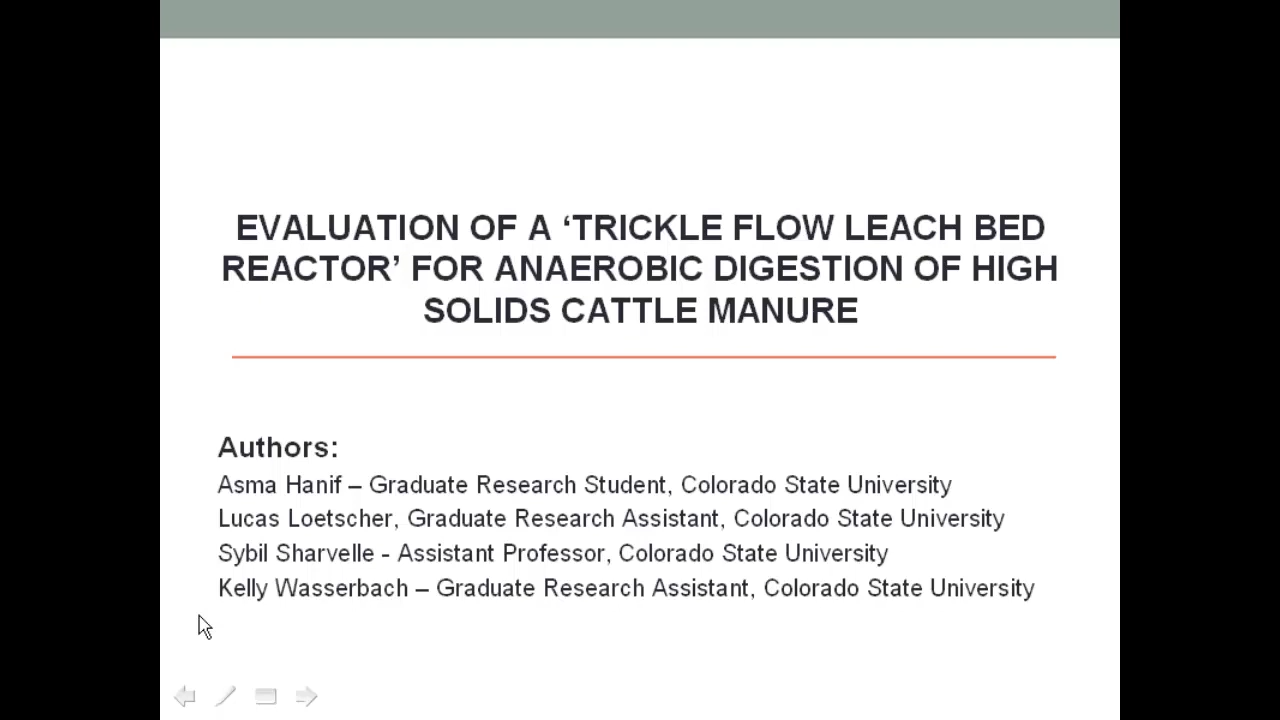 EVALUATION OF A ‘TRICKLE FLOW LEACH BED
REACTOR’ FOR ANAEROBIC DIGESTION OF HIGH
SOLIDS CATTLE MANURE
Authors:
Asma Hanif – Graduate Research Student, Colorado State University
Lucas Loetscher, Graduate Research Assistant, Colorado State University
Sybil Sharvelle - Assistant Professor, Colorado State University
Kelly Wasserbach – Graduate Research Assistant, Colorado State University